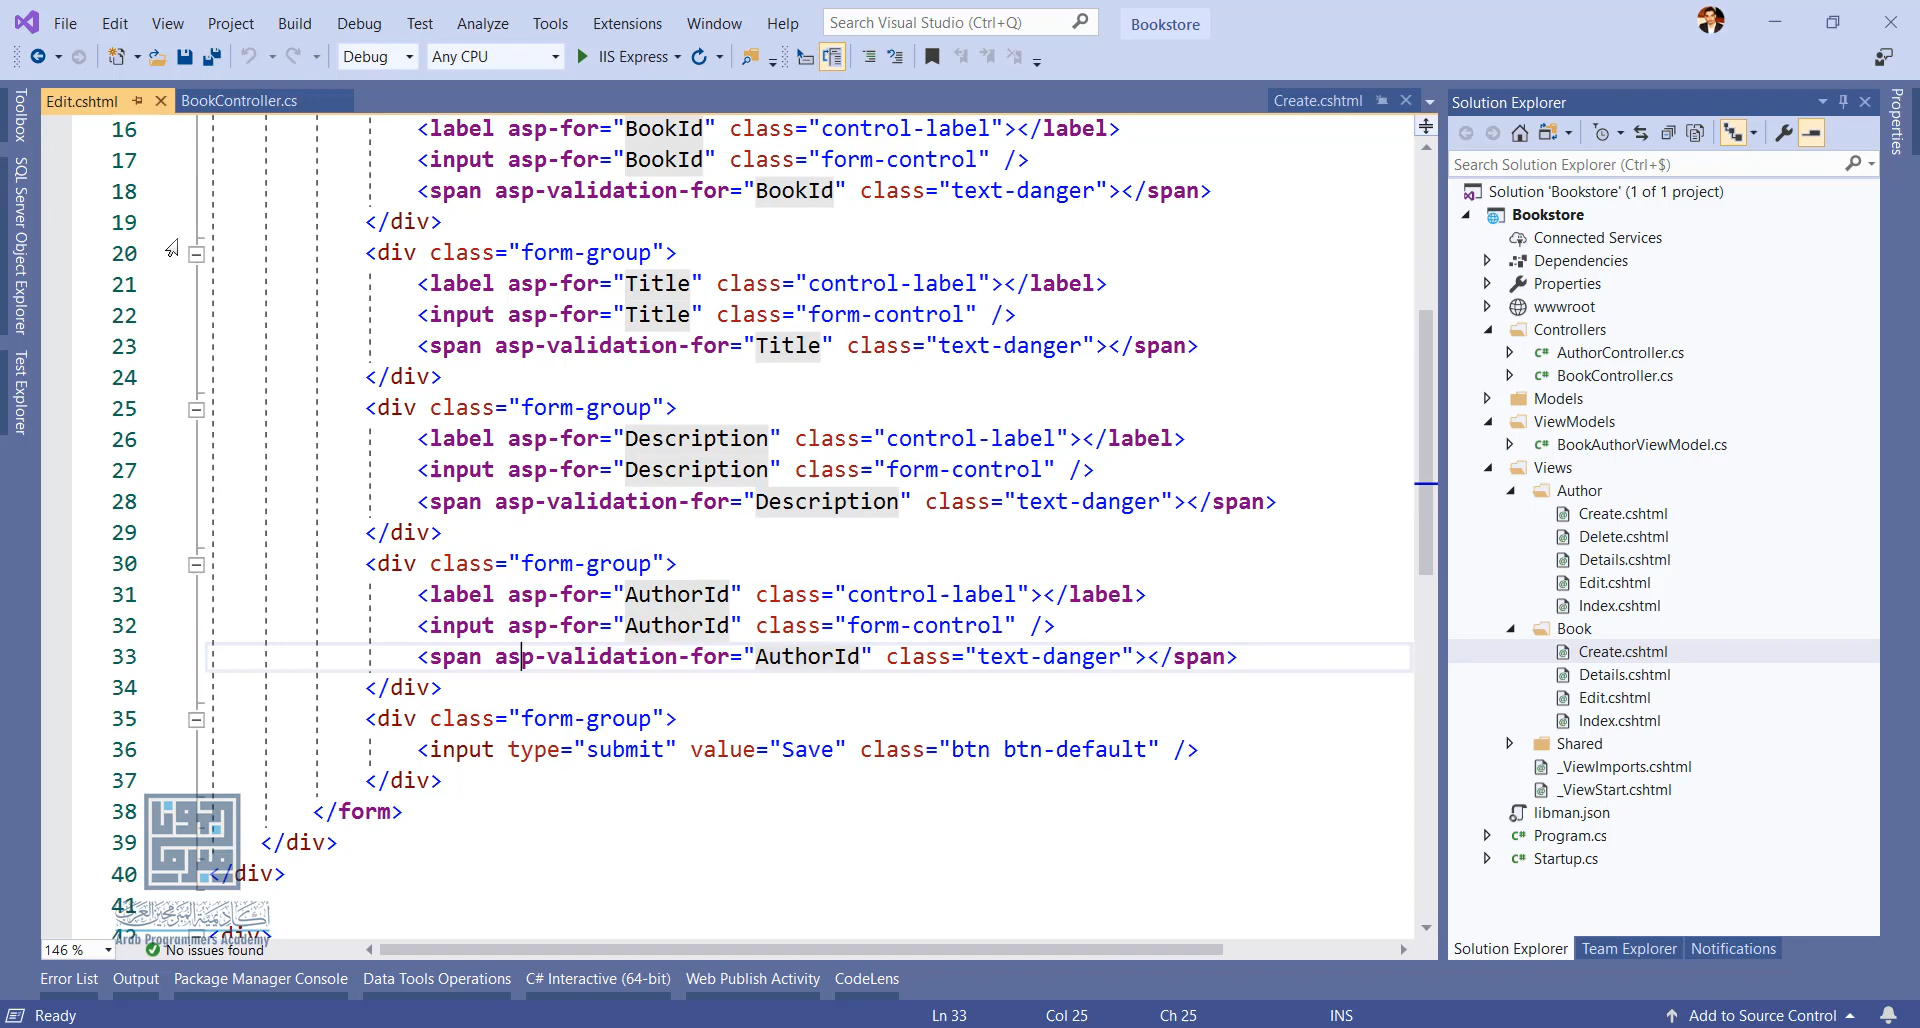 File Edit View Project Build Debug Test Analyze Tools Extensions Window Help Search Visual Studio (Ctrl+Q) Bookstore
Debug Any CPU IIS Express
Edit.cshtml BookController.cs Create.cshtml
Toolbox
SQL Server Object Explorer
Test Explorer
16 <label asp-for="BookId" class="control-label"></label>
17 <input asp-for="BookId" class="form-control" />
18 <span asp-validation-for="BookId" class="text-danger"></span>
19 </div>
20 <div class="form-group">
21 <label asp-for="Title" class="control-label"></label>
22 <input asp-for="Title" class="form-control" />
23 <span asp-validation-for="Title" class="text-danger"></span>
24 </div>
25 <div class="form-group">
26 <label asp-for="Description" class="control-label"></label>
27 <input asp-for="Description" class="form-control" />
28 <span asp-validation-for="Description" class="text-danger"></span>
29 </div>
30 <div class="form-group">
31 <label asp-for="AuthorId" class="control-label"></label>
32 <input asp-for="AuthorId" class="form-control" />
33 <span asp-validation-for="AuthorId" class="text-danger"></span>
34 </div>
35 <div class="form-group">
36 <input type="submit" value="Save" class="btn btn-default" />
37 </div>
38 </form>
39 </div>
40 </div>
41
42 <div>
أكاديمية المبرمجين العرب
Arab Programmers Academy
146 % No issues found
Solution Explorer
Search Solution Explorer (Ctrl+$)
Solution 'Bookstore' (1 of 1 project)
Bookstore
Connected Services
Dependencies
Properties
wwwroot
Controllers
C# AuthorController.cs
C# BookController.cs
Models
ViewModels
C# BookAuthorViewModel.cs
Views
Author
Create.cshtml
Delete.cshtml
Details.cshtml
Edit.cshtml
Index.cshtml
Book
Create.cshtml
Details.cshtml
Edit.cshtml
Index.cshtml
Shared
_ViewImports.cshtml
_ViewStart.cshtml
libman.json
C# Program.cs
C# Startup.cs
Solution Explorer Team Explorer Notifications
Properties
Error List Output Package Manager Console Data Tools Operations C# Interactive (64-bit) Web Publish Activity CodeLens
Ready Ln 33 Col 25 Ch 25 INS Add to Source Control